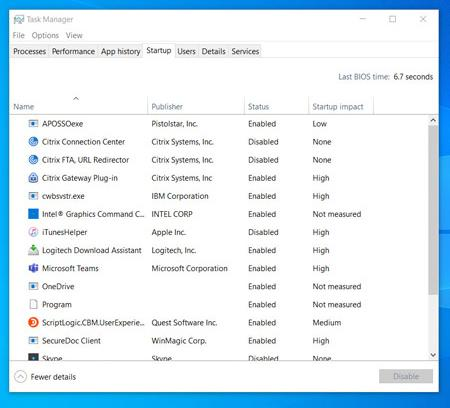 Task Manager
File Options View
Processes Performance App history Startup Users Details Services
Last BIOS time: 6.7 seconds
Name Publisher Status Startup impact
APOSSOexe Pistolstar, Inc. Enabled Low
Citrix Connection Center Citrix Systems, Inc. Disabled None
Citrix FTA, URL Redirector Citrix Systems, Inc. Disabled None
Citrix Gateway Plug-in Citrix Systems, Inc Enabled High
cwbsvstr.exe IBM Corporation Enabled High
Intel® Graphics Command C... INTEL CORP Enabled Not measured
iTunesHelper Apple Inc. Disabled High
Logitech Download Assistant Logitech, Inc. Enabled High
Microsoft Teams Microsoft Corporation Enabled High
OneDrive Enabled Not measured
Program Enabled Not measured
ScriptLogic.CBM.UserExperie... Quest Software Inc. Enabled Medium
SecureDoc Client WinMagic Corp. Enabled High
Skype Skype Disabled None
Fewer details Disable